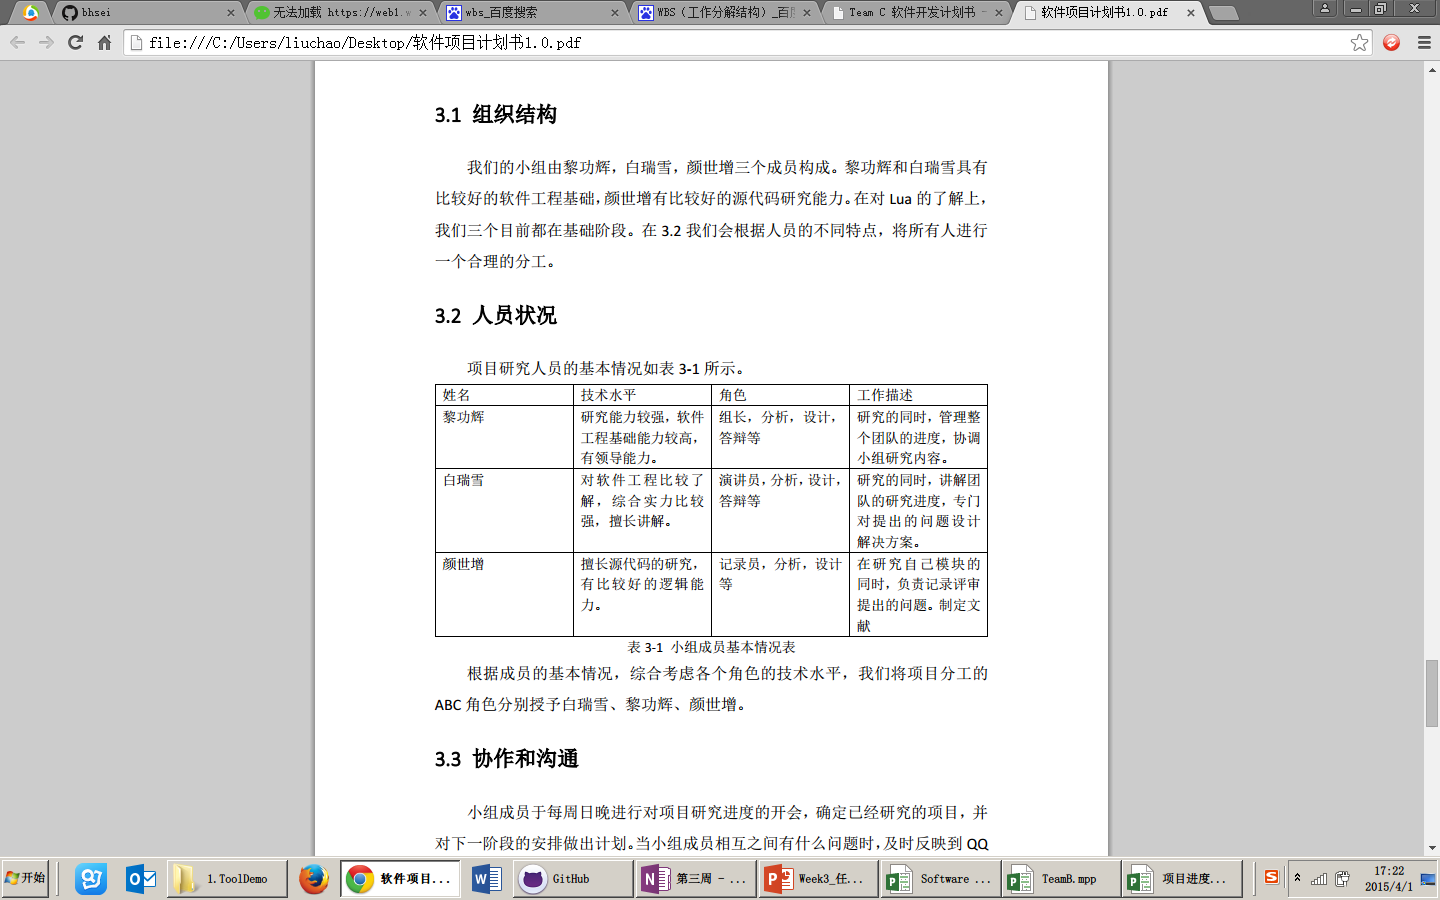 bhsei
无法加载 https://web1.w
wbs_百度搜索
WBS（工作分解结构）_百
Team C 软件开发计划书 -
软件项目计划书1.0.pdf
file:///C:/Users/liuchao/Desktop/软件项目计划书1.0.pdf
3.1 组织结构
我们的小组由黎功辉，白瑞雪，颜世增三个成员构成。黎功辉和白瑞雪具有
比较好的软件工程基础，颜世增有比较好的源代码研究能力。在对 Lua 的了解上，
我们三个目前都在基础阶段。在 3.2 我们会根据人员的不同特点，将所有人进行
一个合理的分工。
3.2 人员状况
项目研究人员的基本情况如表 3-1 所示。
姓名 技术水平 角色 工作描述
黎功辉 研究能力较强，软件 组长，分析，设计， 研究的同时，管理整
工程基础能力较高， 答辩等 个团队的进度，协调
有领导能力。 小组研究内容。
白瑞雪 对软件工程比较了 演讲员，分析，设计， 研究的同时，讲解团
解，综合实力比较 答辩等 队的研究进度，专门
强，擅长讲解。 对提出的问题设计
解决方案。
颜世增 擅长源代码的研究， 记录员，分析，设计 在研究自己模块的
有比较好的逻辑能 等 同时，负责记录评审
力。 提出的问题。制定文
献
表 3-1 小组成员基本情况表
根据成员的基本情况，综合考虑各个角色的技术水平，我们将项目分工的
ABC 角色分别授予白瑞雪、黎功辉、颜世增。
3.3 协作和沟通
小组成员于每周日晚进行对项目研究进度的开会，确定已经研究的项目，并
对下一阶段的安排做出计划。当小组成员相互之间有什么问题时，及时反映到 QQ
开始 1.ToolDemo 软件项目... GitHub 第三周 - ... Week3_任... Software ... TeamB.mpp 项目进度... 17:22
2015/4/1